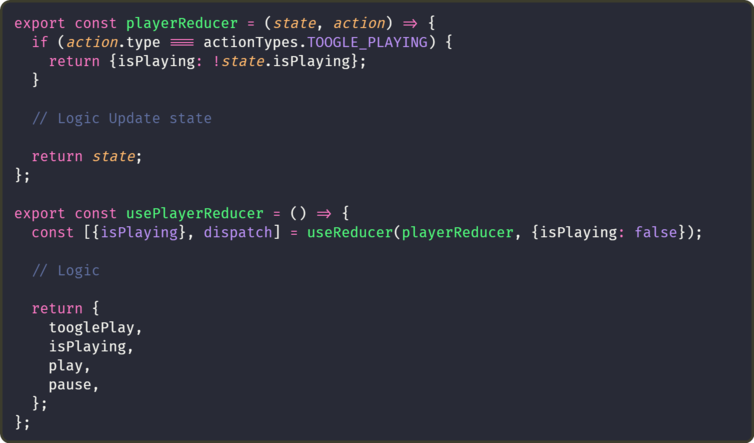 export const playerReducer = (state, action) => {
  if (action.type === actionTypes.TOOGLE_PLAYING) {
    return {isPlaying: !state.isPlaying};
  }
  // Logic Update state
  return state;
};
export const usePlayerReducer = () => {
  const [{isPlaying}, dispatch] = useReducer(playerReducer, {isPlaying: false});
  // Logic
  return {
    tooglePlay,
    isPlaying,
    play,
    pause,
  };
};